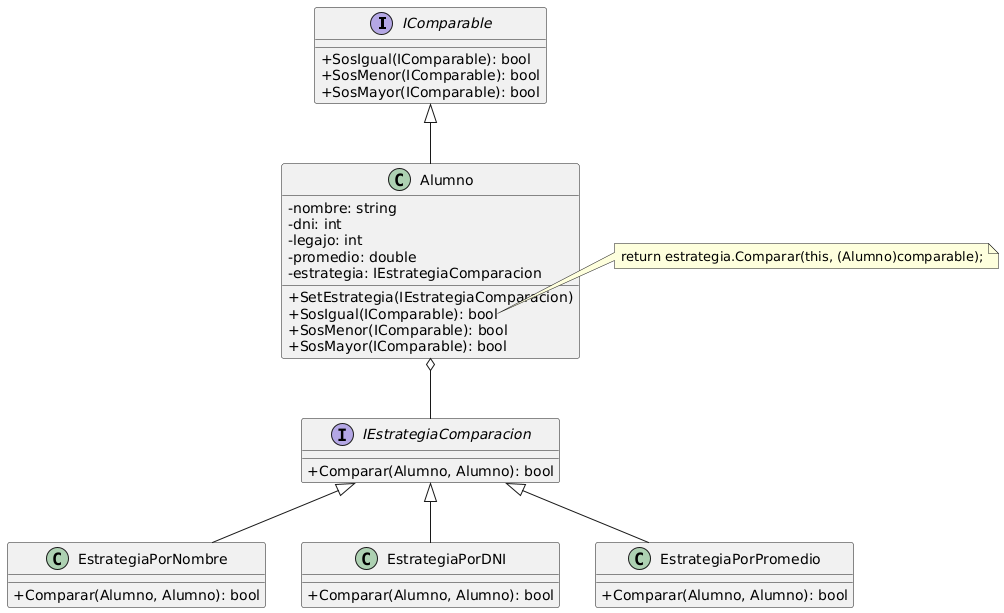 I IComparable
+SosIgual(IComparable): bool
+SosMenor(IComparable): bool
+SosMayor(IComparable): bool
C Alumno
-nombre: string
-dni: int
-legajo: int
-promedio: double
-estrategia: IEstrategiaComparacion
+SetEstrategia(IEstrategiaComparacion)
+SosIgual(IComparable): bool
+SosMenor(IComparable): bool
+SosMayor(IComparable): bool
return estrategia.Comparar(this, (Alumno)comparable);
I IEstrategiaComparacion
+Comparar(Alumno, Alumno): bool
C EstrategiaPorNombre
+Comparar(Alumno, Alumno): bool
C EstrategiaPorDNI
+Comparar(Alumno, Alumno): bool
C EstrategiaPorPromedio
+Comparar(Alumno, Alumno): bool